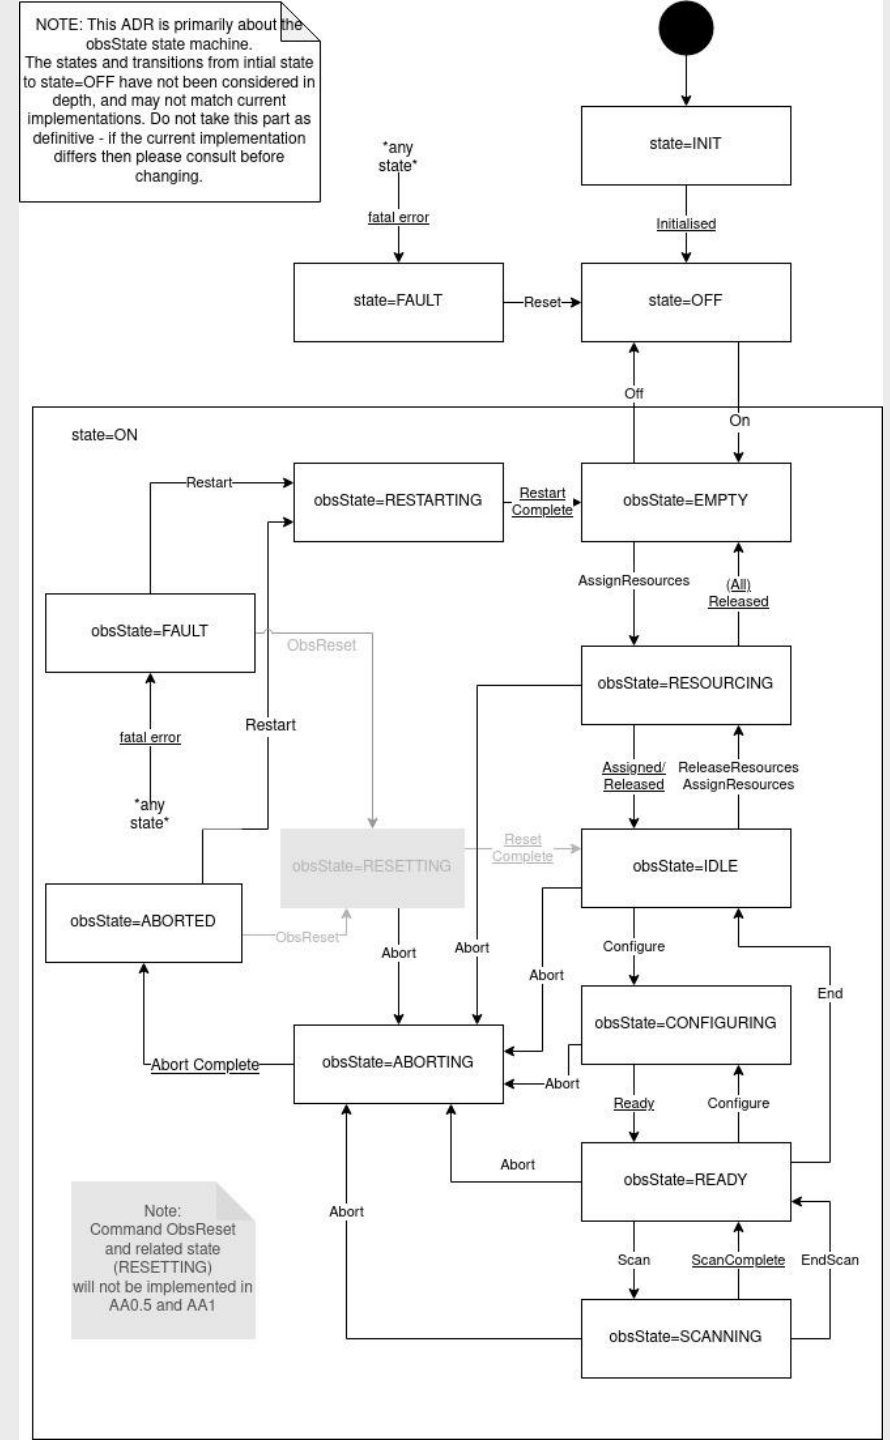 NOTE: This ADR is primarily about the
obsState state machine.
The states and transitions from intial state
to state=OFF have not been considered in
depth, and may not match current
implementations. Do not take this part as
definitive - if the current implementation
differs then please consult before
changing.
state=INIT
*any
state*
fatal error
Initialised
state=FAULT
Reset
state=OFF
Off
On
state=ON
Restart
obsState=RESTARTING
Restart
Complete
obsState=EMPTY
AssignResources
(All)
Released
obsState=FAULT
ObsReset
obsState=RESOURCING
fatal error
Restart
Assigned/
Released
ReleaseResources
AssignResources
*any
state*
obsState=RESETTING
Reset
Complete
obsState=IDLE
obsState=ABORTED
ObsReset
Abort
Abort
Abort
Configure
End
obsState=CONFIGURING
Abort Complete
obsState=ABORTING
Abort
Ready
Configure
Abort
obsState=READY
Note:
Command ObsReset
and related state
(RESETTING)
will not be implemented in
AA0.5 and AA1
Abort
Scan
ScanComplete
EndScan
obsState=SCANNING